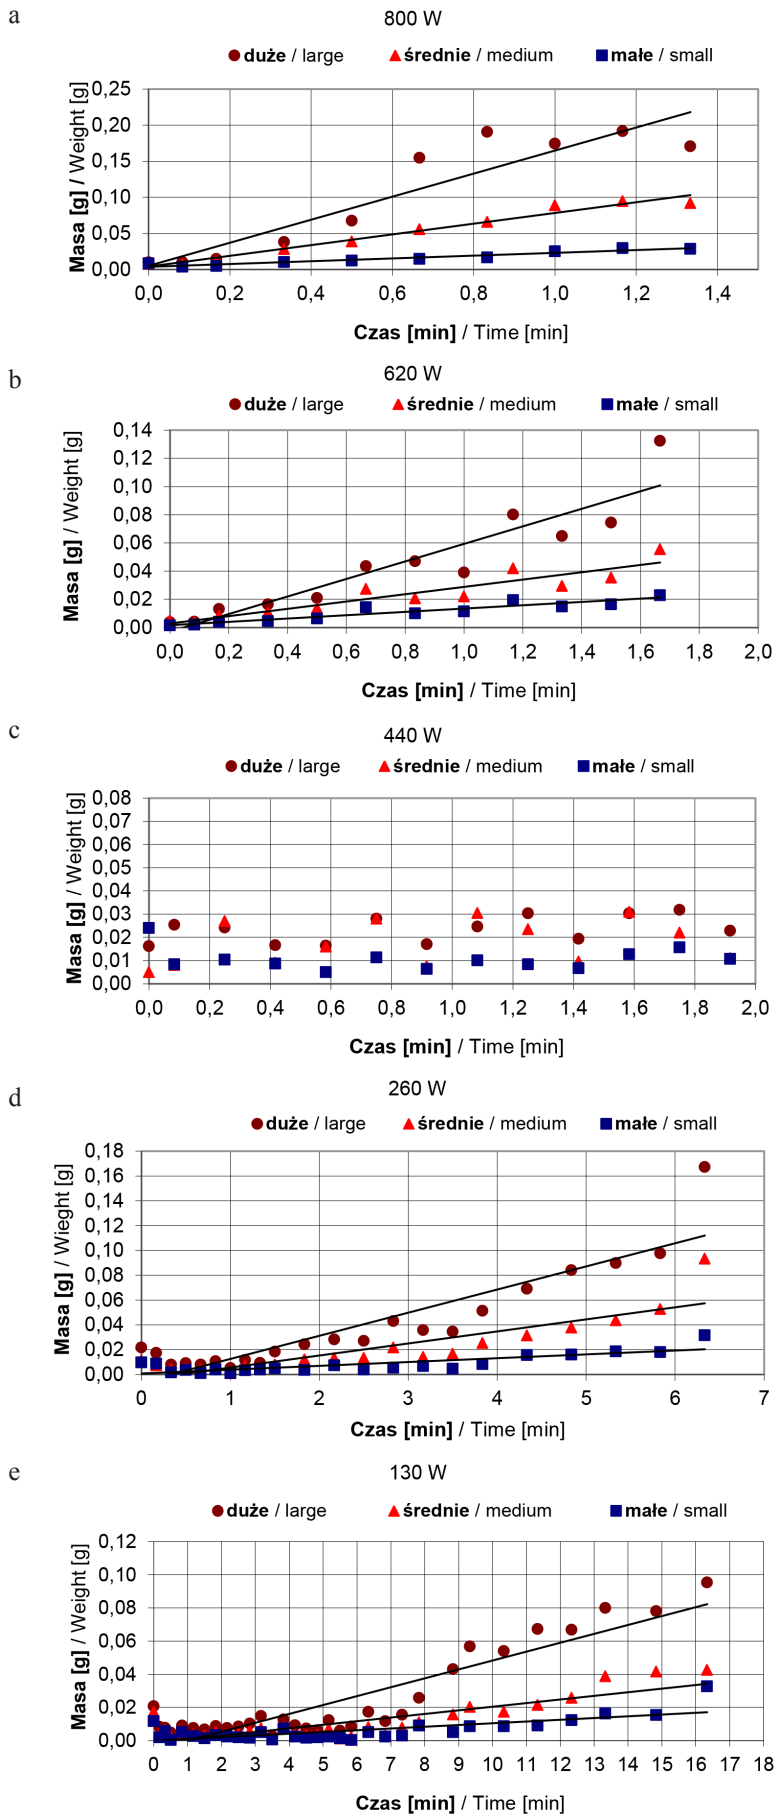 a
800 W
duże / large średnie / medium małe / small
Masa [g] / Weight [g]
0,25
0,20
0,15
0,10
0,05
0,00
0,0 0,2 0,4 0,6 0,8 1,0 1,2 1,4
Czas [min] / Time [min]
b
620 W
duże / large średnie / medium małe / small
Masa [g] / Weight [g]
0,14
0,12
0,10
0,08
0,06
0,04
0,02
0,00
0,0 0,2 0,4 0,6 0,8 1,0 1,2 1,4 1,6 1,8 2,0
Czas [min] / Time [min]
c
440 W
duże / large średnie / medium małe / small
Masa [g] / Weight [g]
0,08
0,07
0,06
0,05
0,04
0,03
0,02
0,01
0,00
0,0 0,2 0,4 0,6 0,8 1,0 1,2 1,4 1,6 1,8 2,0
Czas [min] / Time [min]
d
260 W
duże / large średnie / medium małe / small
Masa [g] / Wieght [g]
0,18
0,16
0,14
0,12
0,10
0,08
0,06
0,04
0,02
0,00
0 1 2 3 4 5 6 7
Czas [min] / Time [min]
e
130 W
duże / large średnie / medium małe / small
Masa [g] / Weight [g]
0,12
0,10
0,08
0,06
0,04
0,02
0,00
0 1 2 3 4 5 6 7 8 9 10 11 12 13 14 15 16 17 18
Czas [min] / Time [min]